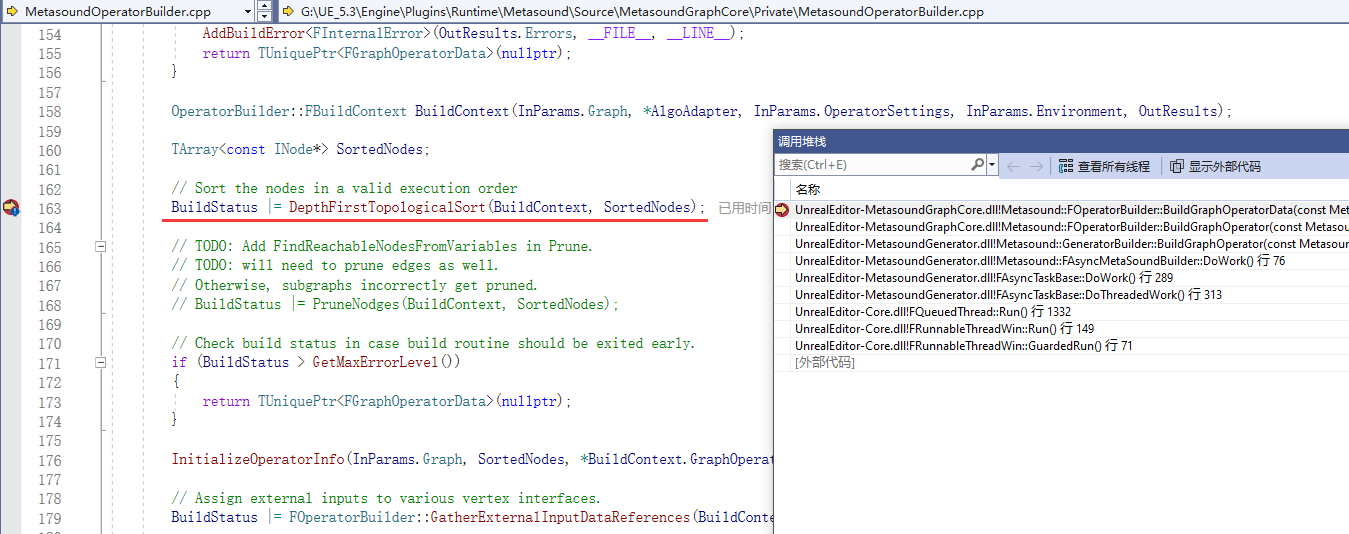 MetasoundOperatorBuilder.cpp
G:\UE_5.3\Engine\Plugins\Runtime\Metasound\Source\MetasoundGraphCore\Private\MetasoundOperatorBuilder.cpp
154 AddBuildError<FInternalError>(OutResults.Errors, __FILE__, __LINE__);
155 return TUniquePtr<FGraphOperatorData>(nullptr);
156 }
157
158 OperatorBuilder::FBuildContext BuildContext(InParams.Graph, *AlgoAdapter, InParams.OperatorSettings, InParams.Environment, OutResults);
159
160 TArray<const INode*> SortedNodes;
161
162 // Sort the nodes in a valid execution order
163 BuildStatus |= DepthFirstTopologicalSort(BuildContext, SortedNodes); 已用时间
164
165 // TODO: Add FindReachableNodesFromVariables in Prune.
166 // TODO: will need to prune edges as well.
167 // Otherwise, subgraphs incorrectly get pruned.
168 // BuildStatus |= PruneNodges(BuildContext, SortedNodes);
169
170 // Check build status in case build routine should be exited early.
171 if (BuildStatus > GetMaxErrorLevel())
172 {
173 return TUniquePtr<FGraphOperatorData>(nullptr);
174 }
175
176 InitializeOperatorInfo(InParams.Graph, SortedNodes, *BuildContext.GraphOperat
177
178 // Assign external inputs to various vertex interfaces.
179 BuildStatus |= FOperatorBuilder::GatherExternalInputDataReferences(BuildConte
调用堆栈
搜索(Ctrl+E) 查看所有线程 显示外部代码
名称
UnrealEditor-MetasoundGraphCore.dll!Metasound::FOperatorBuilder::BuildGraphOperatorData(const Met
UnrealEditor-MetasoundGraphCore.dll!Metasound::FOperatorBuilder::BuildGraphOperator(const Metasou
UnrealEditor-MetasoundGenerator.dll!Metasound::GeneratorBuilder::BuildGraphOperator(const Metasou
UnrealEditor-MetasoundGenerator.dll!Metasound::FAsyncMetaSoundBuilder::DoWork() 行 76
UnrealEditor-MetasoundGenerator.dll!FAsyncTaskBase::DoWork() 行 289
UnrealEditor-MetasoundGenerator.dll!FAsyncTaskBase::DoThreadedWork() 行 313
UnrealEditor-Core.dll!FQueuedThread::Run() 行 1332
UnrealEditor-Core.dll!FRunnableThreadWin::Run() 行 149
UnrealEditor-Core.dll!FRunnableThreadWin::GuardedRun() 行 71
[外部代码]